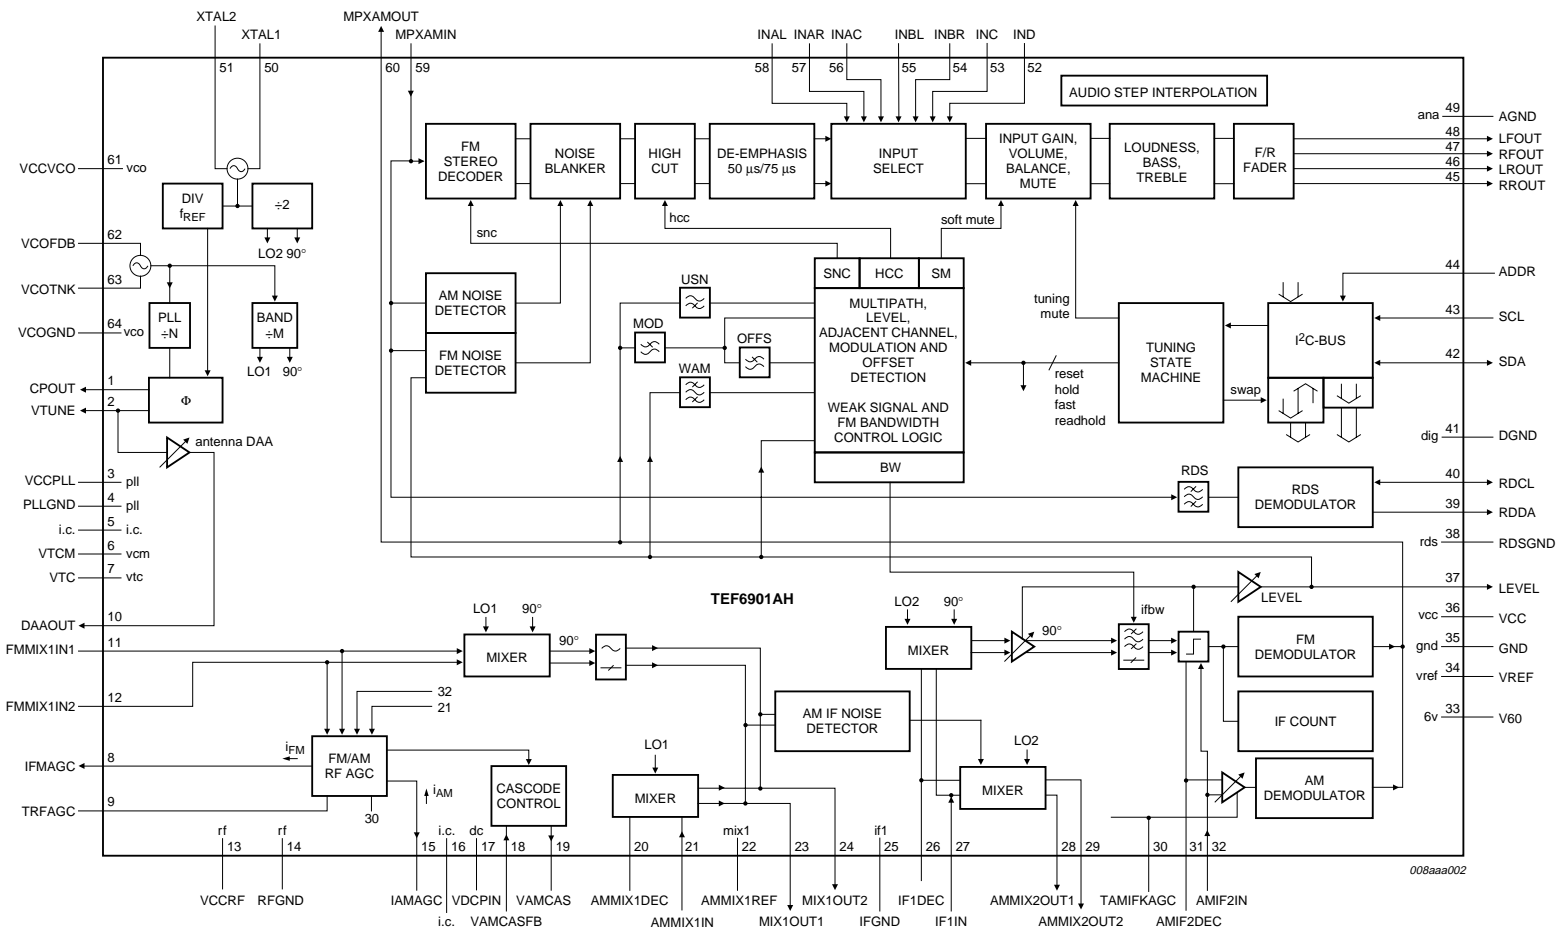 XTAL2
MPXAMOUT
XTAL1
MPXAMIN
INAL
INAR
INAC
INBL
INBR
INC
IND
51
50
60
59
58
57
56
55
54
53
52
AUDIO STEP INTERPOLATION
ana
49
AGND
48
LFOUT
47
RFOUT
46
LROUT
45
RROUT
VCCVCO
61
vco
FM
STEREO
DECODER
NOISE
BLANKER
HIGH
CUT
DE-EMPHASIS
50 µs/75 µs
INPUT
SELECT
INPUT GAIN,
VOLUME,
BALANCE,
MUTE
LOUDNESS,
BASS,
TREBLE
F/R
FADER
DIV
fREF
÷2
LO2 90°
snc
hcc
soft mute
VCOFDB
62
VCOTNK
63
VCOGND
64
vco
PLL
÷N
BAND
÷M
LO1 90°
CPOUT
1
VTUNE
2
Φ
antenna DAA
AM NOISE
DETECTOR
FM NOISE
DETECTOR
USN
MOD
OFFS
WAM
SNC
HCC
SM
MULTIPATH,
LEVEL,
ADJACENT CHANNEL,
MODULATION AND
OFFSET
DETECTION
WEAK SIGNAL AND
FM BANDWIDTH
CONTROL LOGIC
BW
tuning
mute
reset
hold
fast
readhold
TUNING
STATE
MACHINE
swap
I2C-BUS
44
ADDR
43
SCL
42
SDA
dig
41
DGND
RDS
RDS
DEMODULATOR
40
RDCL
39
RDDA
rds
38
RDSGND
VCCPLL
3
pll
PLLGND
4
pll
i.c.
5
i.c.
VTCM
6
vcm
VTC
7
vtc
DAAOUT
10
FMMIX1IN1
11
FMMIX1IN2
12
TEF6901AH
LO1
90°
MIXER
90°
LO2
90°
MIXER
90°
ifbw
LEVEL
37
LEVEL
vcc
36
VCC
gnd
35
GND
vref
34
VREF
6v
33
V60
FM
DEMODULATOR
IF COUNT
AM
DEMODULATOR
32
21
iFM
IFMAGC
8
TRFAGC
9
FM/AM
RF AGC
30
iAM
CASCODE
CONTROL
LO1
MIXER
AM IF NOISE
DETECTOR
LO2
MIXER
rf
13
rf
14
15
i.c.
16
dc
17
18
19
20
21
mix1
22
23
24
if1
25
26
27
28
29
30
31
32
008aaa002
VCCRF
RFGND
IAMAGC
i.c.
VDCPIN
VAMCASFB
VAMCAS
AMMIX1DEC
AMMIX1IN
AMMIX1REF
MIX1OUT1
MIX1OUT2
IFGND
IF1DEC
IF1IN
AMMIX2OUT1
AMMIX2OUT2
TAMIFKAGC
AMIF2DEC
AMIF2IN